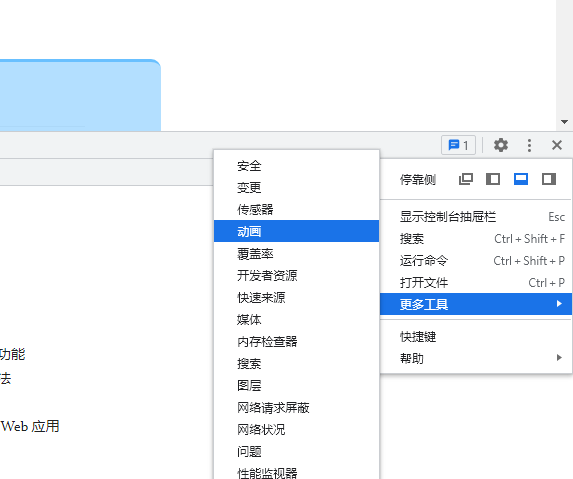 1
停靠侧
显示控制台抽屉栏 Esc
搜索 Ctrl + Shift + F
运行命令 Ctrl + Shift + P
打开文件 Ctrl + P
更多工具
快捷键
帮助
安全
变更
传感器
动画
覆盖率
开发者资源
快速来源
媒体
内存检查器
搜索
图层
网络请求屏蔽
网络状况
问题
性能监视器
功能
法
Web 应用